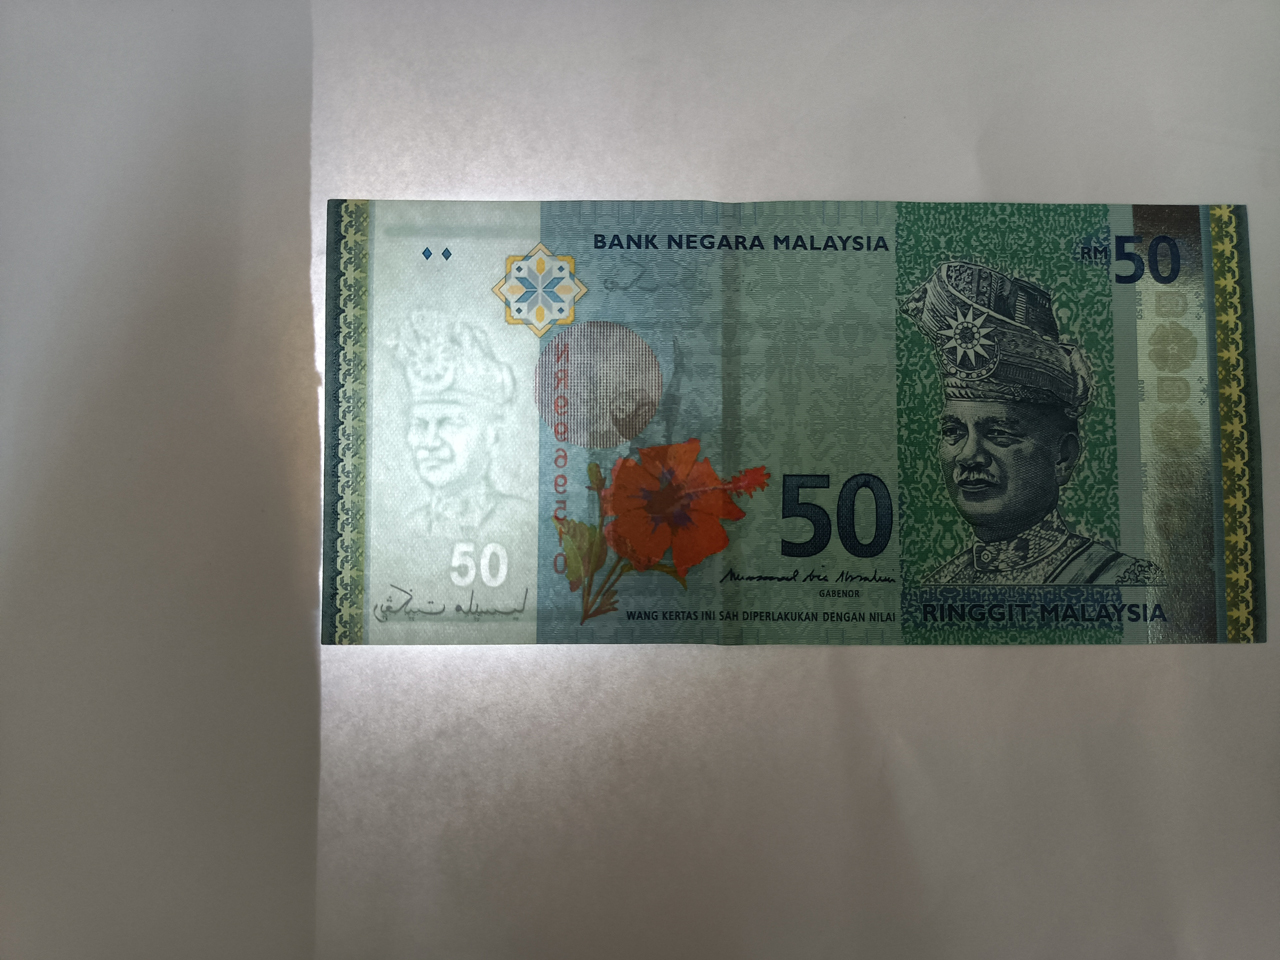 BANK NEGARA MALAYSIA
RM50
50
50
GABENOR
WANG KERTAS INI SAH DIPERLAKUKAN DENGAN NILAI
RINGGIT MALAYSIA